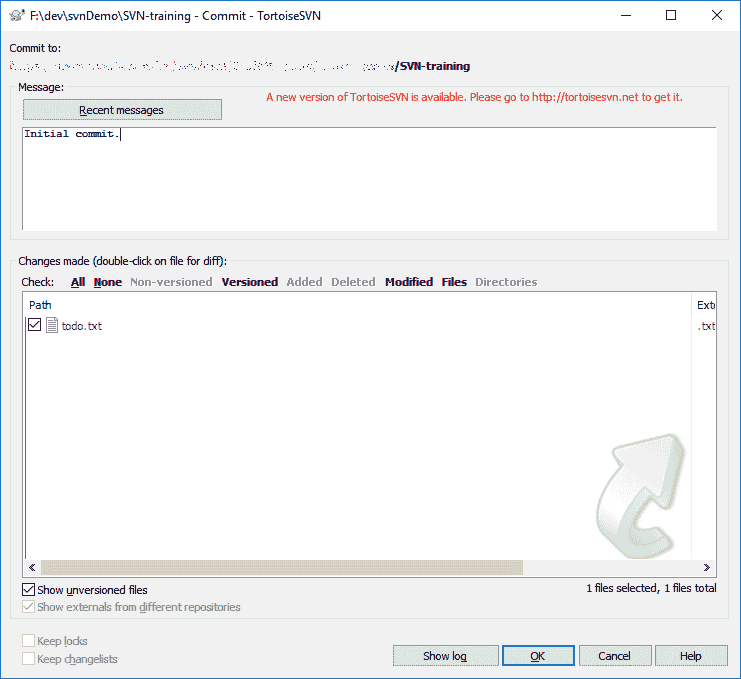 F:\dev\svnDemo\SVN-training - Commit - TortoiseSVN
Commit to:
/SVN-training
Message:
Recent messages
A new version of TortoiseSVN is available. Please go to http://tortoisesvn.net to get it.
Initial commit.
Changes made (double-click on file for diff):
Check: All None Non-versioned Versioned Added Deleted Modified Files Directories
Path Exte
todo.txt .txt
Show unversioned files 1 files selected, 1 files total
Show externals from different repositories
Keep locks
Keep changelists
Show log OK Cancel Help